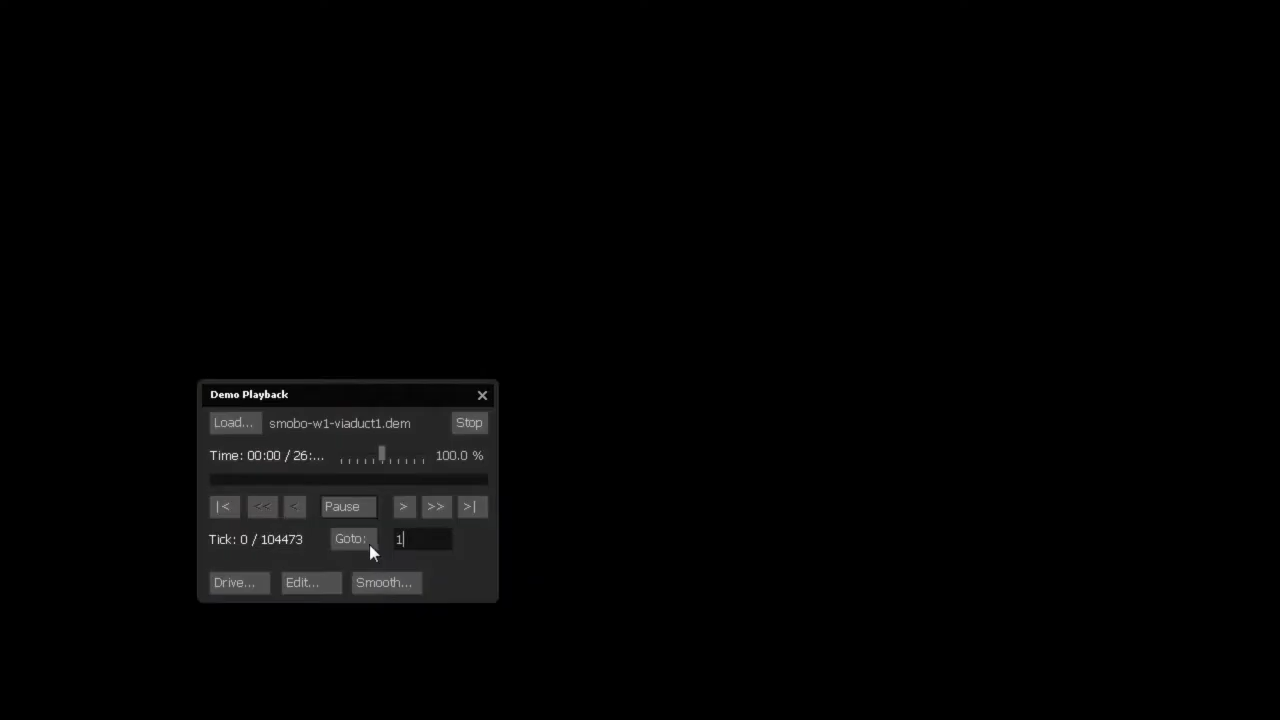 Demo Playback
Load... smobo-w1-viaduct1.dem Stop
Time: 00:00 / 26:... 100.0 %
|< << < Pause > >> >|
Tick: 0 / 104473 Goto: 1
Drive... Edit... Smooth...